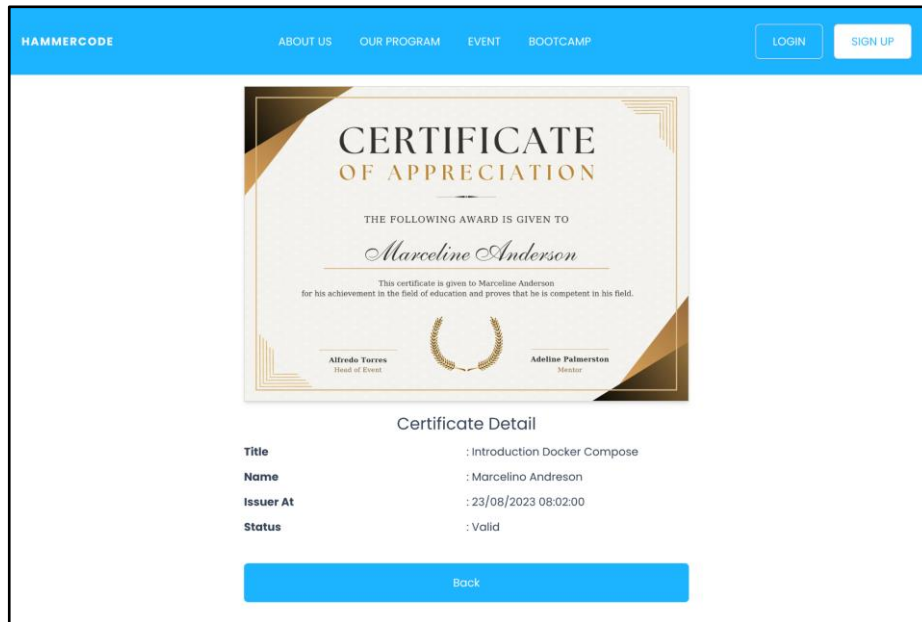 HAMMERCODE ABOUT US OUR PROGRAM EVENT BOOTCAMP LOGIN SIGN UP
CERTIFICATE
OF APPRECIATION
THE FOLLOWING AWARD IS GIVEN TO
Marceline Anderson
This certificate is given to Marceline Anderson
for his achievement in the field of education and proves that he is competent in his field.
Alfredo Torres Adeline Palmerston
Head of Event Mentor
Certificate Detail
Title : Introduction Docker Compose
Name : Marcelino Andreson
Issuer At : 23/08/2023 08:02:00
Status : Valid
Back